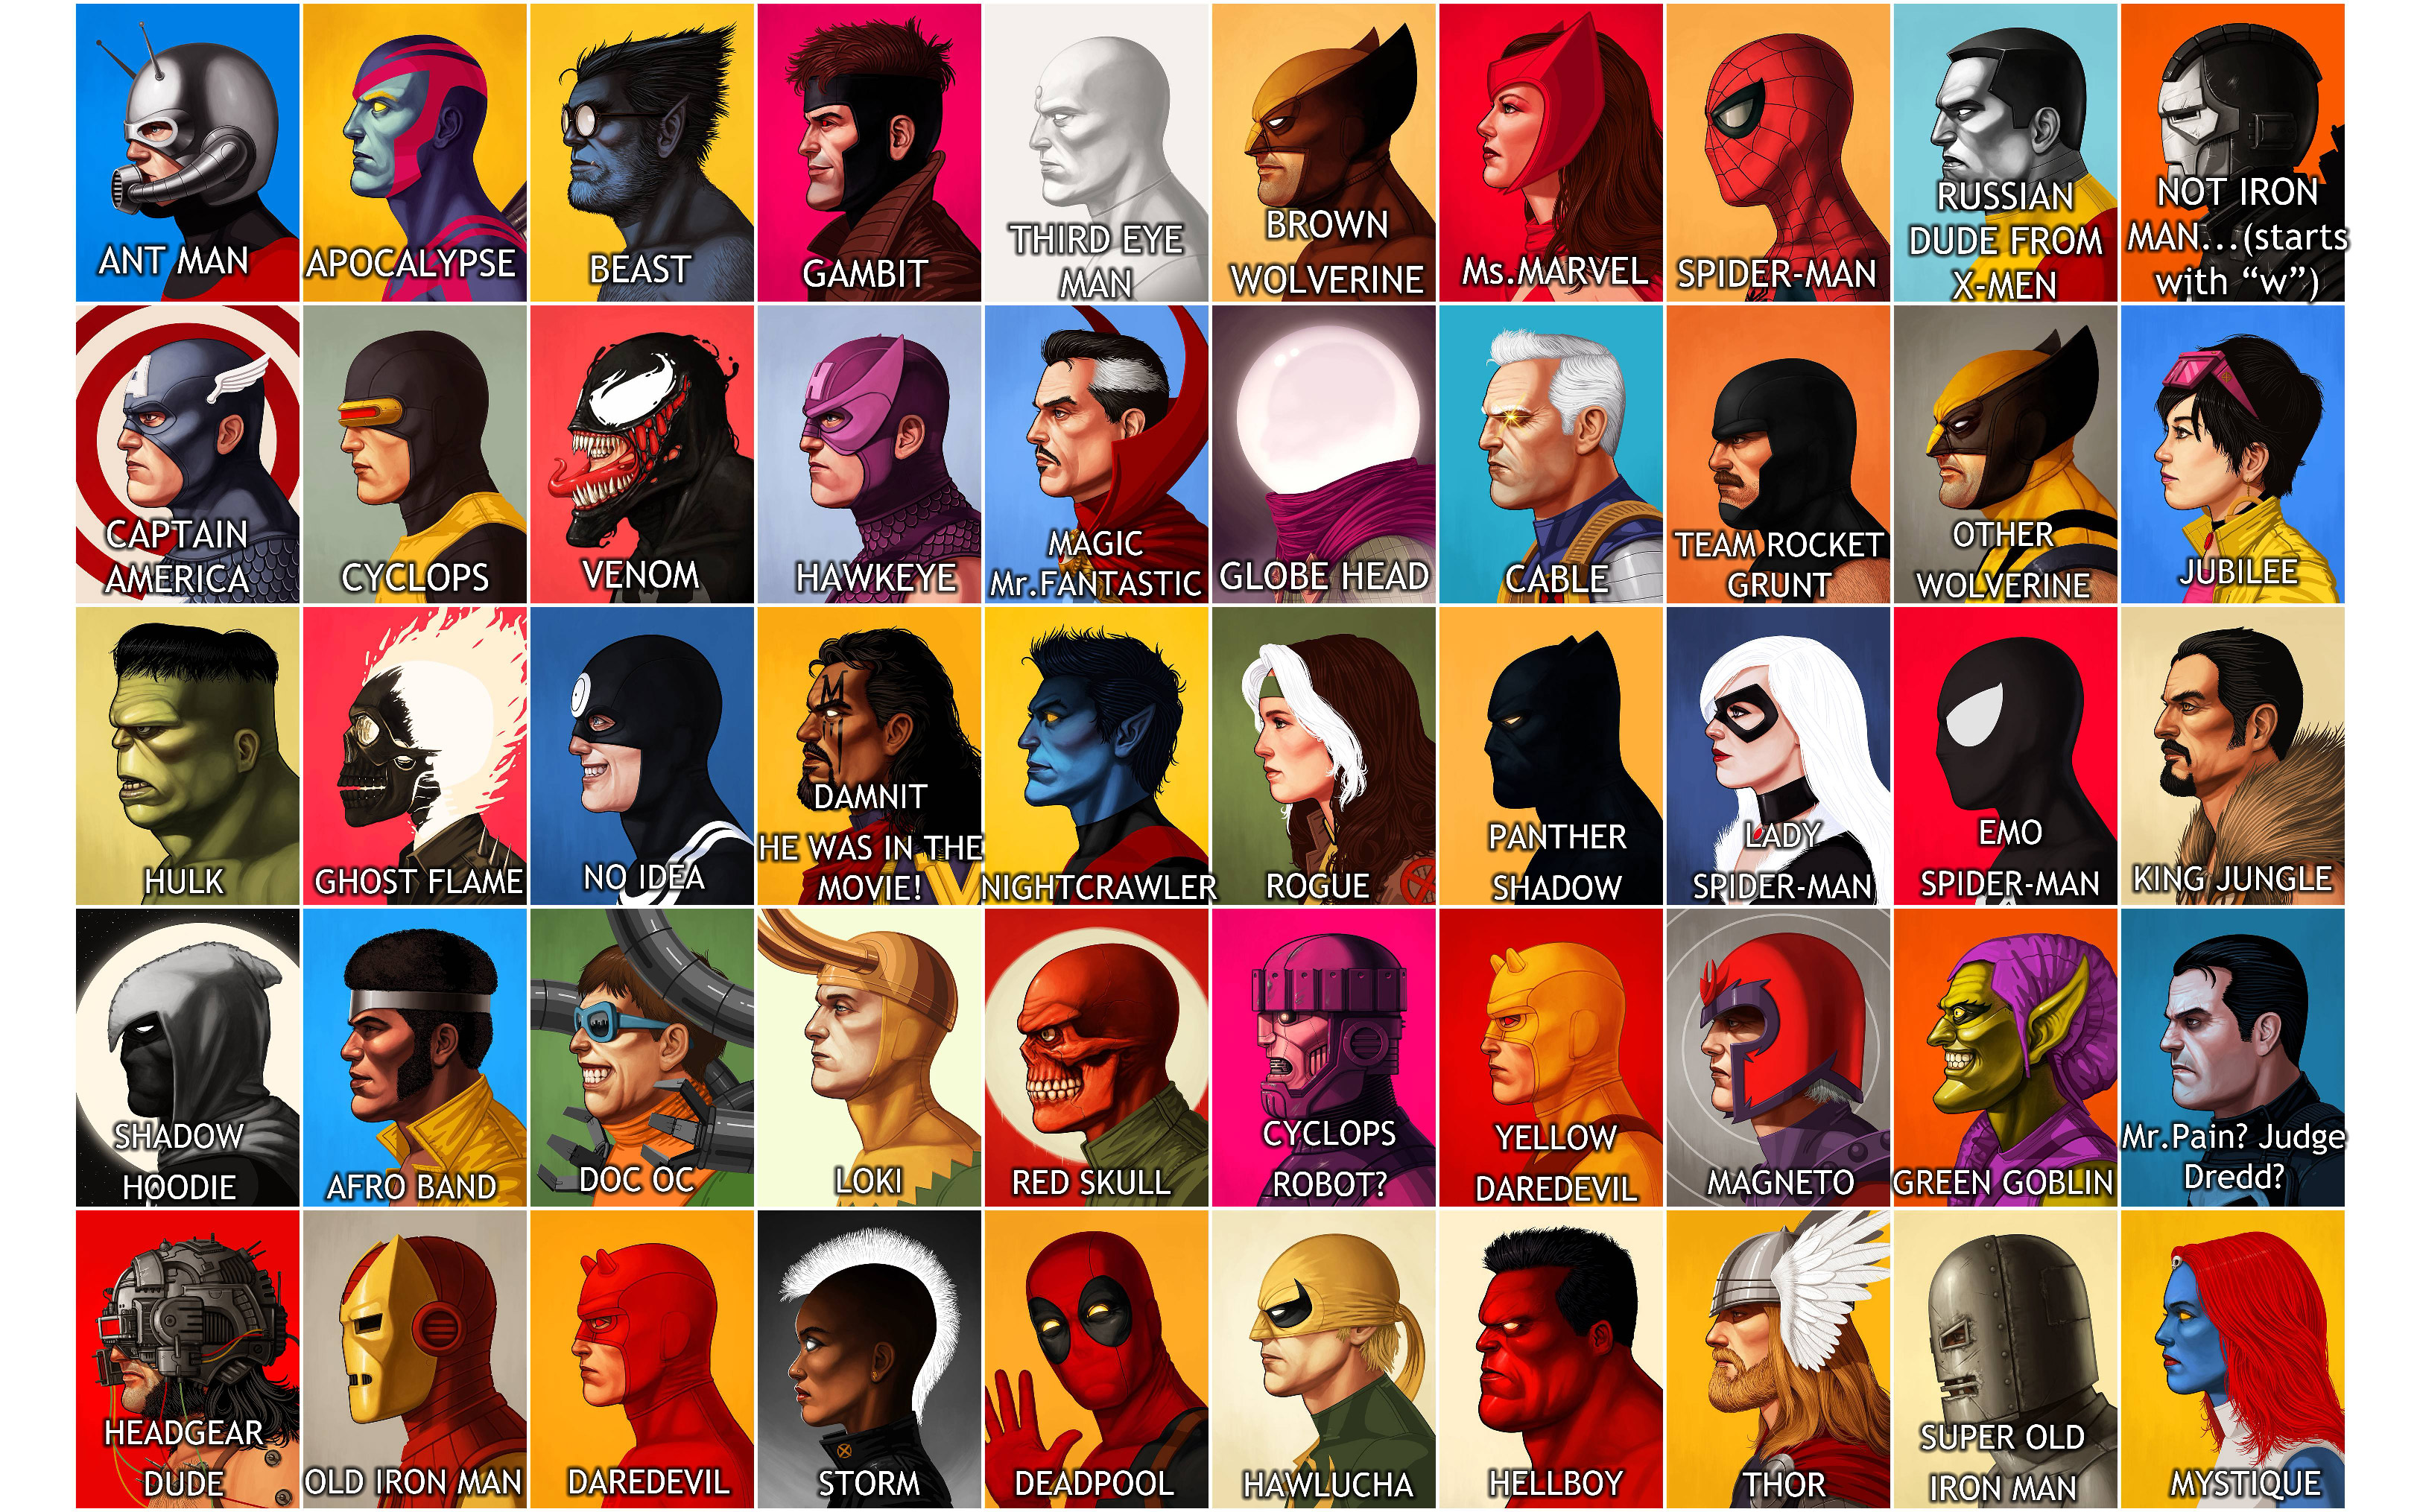 ANT MAN
APOCALYPSE
BEAST
GAMBIT
THIRD EYE
MAN
BROWN
WOLVERINE
Ms.MARVEL
SPIDER-MAN
RUSSIAN
DUDE FROM
X-MEN
NOT IRON
MAN...(starts
with “w”)
CAPTAIN
AMERICA
CYCLOPS
VENOM
HAWKEYE
MAGIC
Mr.FANTASTIC
GLOBE HEAD
CABLE
TEAM ROCKET
GRUNT
OTHER
WOLVERINE
JUBILEE
HULK
GHOST FLAME
NO IDEA
DAMNIT
HE WAS IN THE
MOVIE!
NIGHTCRAWLER
ROGUE
PANTHER
SHADOW
LADY
SPIDER-MAN
EMO
SPIDER-MAN
KING JUNGLE
SHADOW
HOODIE
AFRO BAND
DOC OC
LOKI
RED SKULL
CYCLOPS
ROBOT?
YELLOW
DAREDEVIL
MAGNETO
GREEN GOBLIN
Mr.Pain? Judge
Dredd?
HEADGEAR
DUDE
OLD IRON MAN
DAREDEVIL
STORM
DEADPOOL
HAWLUCHA
HELLBOY
THOR
SUPER OLD
IRON MAN
MYSTIQUE